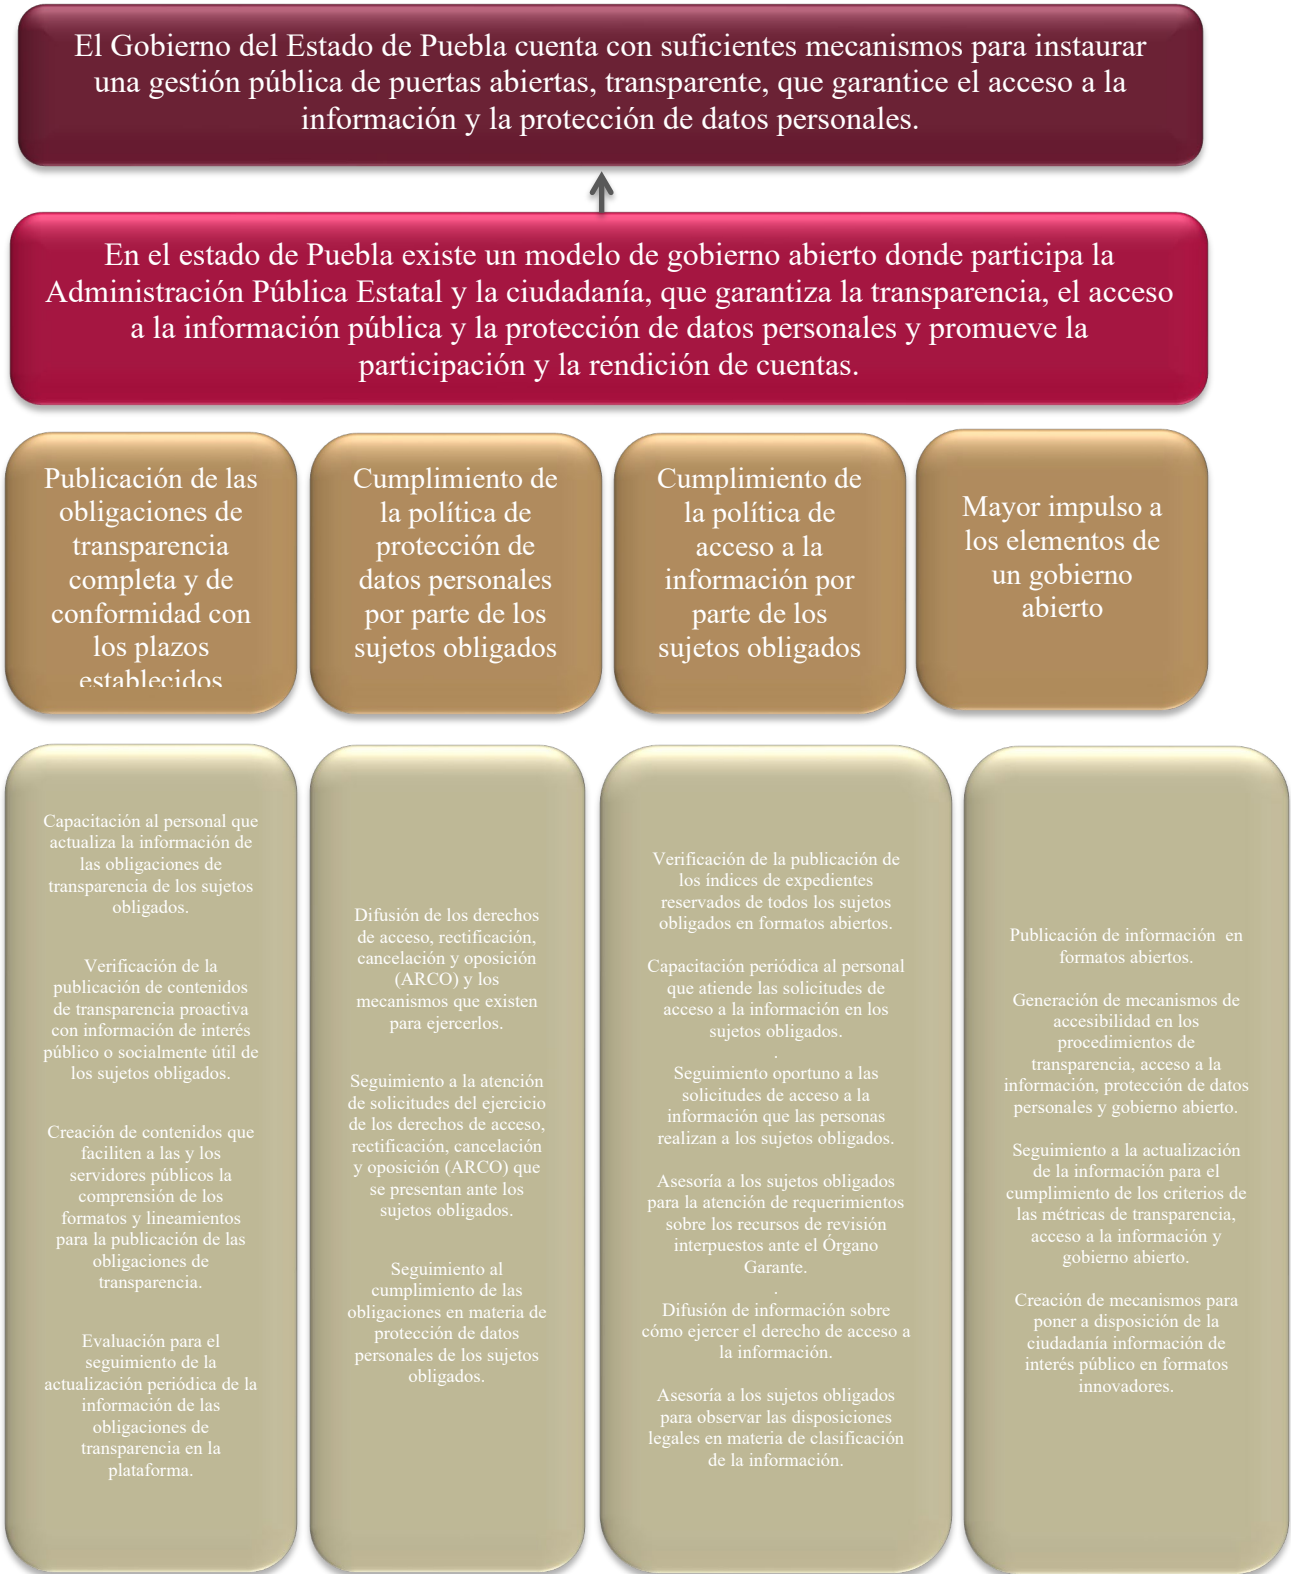 El Gobierno del Estado de Puebla cuenta con suficientes mecanismos para instaurar
una gestión pública de puertas abiertas, transparente, que garantice el acceso a la
información y la protección de datos personales.
En el estado de Puebla existe un modelo de gobierno abierto donde participa la
Administración Pública Estatal y la ciudadanía, que garantiza la transparencia, el acceso
a la información pública y la protección de datos personales y promueve la
participación y la rendición de cuentas.
Publicación de las
obligaciones de
transparencia
completa y de
conformidad con
los plazos
establecidos
Cumplimiento de
la política de
protección de
datos personales
por parte de los
sujetos obligados
Cumplimiento de
la política de
acceso a la
información por
parte de los
sujetos obligados
Mayor impulso a
los elementos de
un gobierno
abierto
Capacitación al personal que
actualiza la información de
las obligaciones de
transparencia de los sujetos
obligados.
Verificación de la
publicación de contenidos
de transparencia proactiva
con información de interés
público o socialmente útil de
los sujetos obligados.
Creación de contenidos que
faciliten a las y los
servidores públicos la
comprensión de los
formatos y lineamientos
para la publicación de las
obligaciones de
transparencia.
Evaluación para el
seguimiento de la
actualización periódica de la
información de las
obligaciones de
transparencia en la
plataforma.
Difusión de los derechos
de acceso, rectificación,
cancelación y oposición
(ARCO) y los
mecanismos que existen
para ejercerlos.
Seguimiento a la atención
de solicitudes del ejercicio
de los derechos de acceso,
rectificación, cancelación
y oposición (ARCO) que
se presentan ante los
sujetos obligados.
Seguimiento al
cumplimiento de las
obligaciones en materia de
protección de datos
personales de los sujetos
obligados.
Verificación de la publicación de
los índices de expedientes
reservados de todos los sujetos
obligados en formatos abiertos.
Capacitación periódica al personal
que atiende las solicitudes de
acceso a la información en los
sujetos obligados.
.
Seguimiento oportuno a las
solicitudes de acceso a la
información que las personas
realizan a los sujetos obligados.
Asesoría a los sujetos obligados
para la atención de requerimientos
sobre los recursos de revisión
interpuestos ante el Órgano
Garante.
.
Difusión de información sobre
cómo ejercer el derecho de acceso a
la información.
Asesoría a los sujetos obligados
para observar las disposiciones
legales en materia de clasificación
de la información.
Publicación de información en
formatos abiertos.
Generación de mecanismos de
accesibilidad en los
procedimientos de
transparencia, acceso a la
información, protección de datos
personales y gobierno abierto.
Seguimiento a la actualización
de la información para el
cumplimiento de los criterios de
las métricas de transparencia,
acceso a la información y
gobierno abierto.
Creación de mecanismos para
poner a disposición de la
ciudadanía información de
interés público en formatos
innovadores.